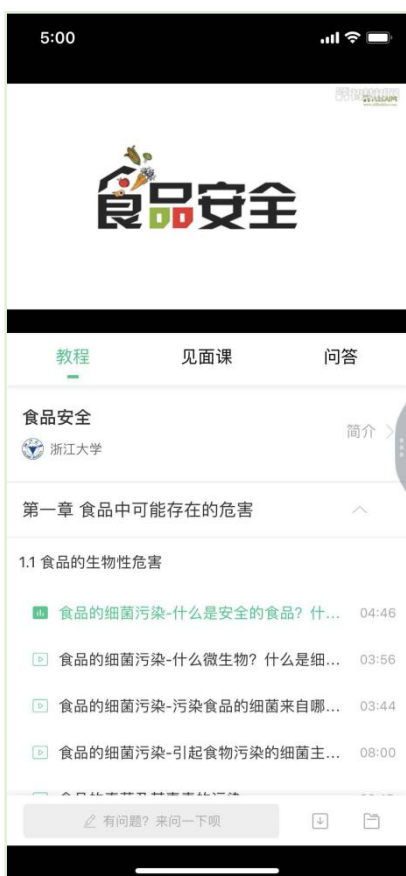 5:00
食品安全
教程 见面课 问答
食品安全
简介
浙江大学
第一章 食品中可能存在的危害
1.1 食品的生物性危害
食品的细菌污染-什么是安全的食品？什... 04:46
食品的细菌污染-什么微生物？什么是细... 03:56
食品的细菌污染-污染食品的细菌来自哪... 03:44
食品的细菌污染-引起食物污染的细菌主... 08:00
有问题？来问一下呗